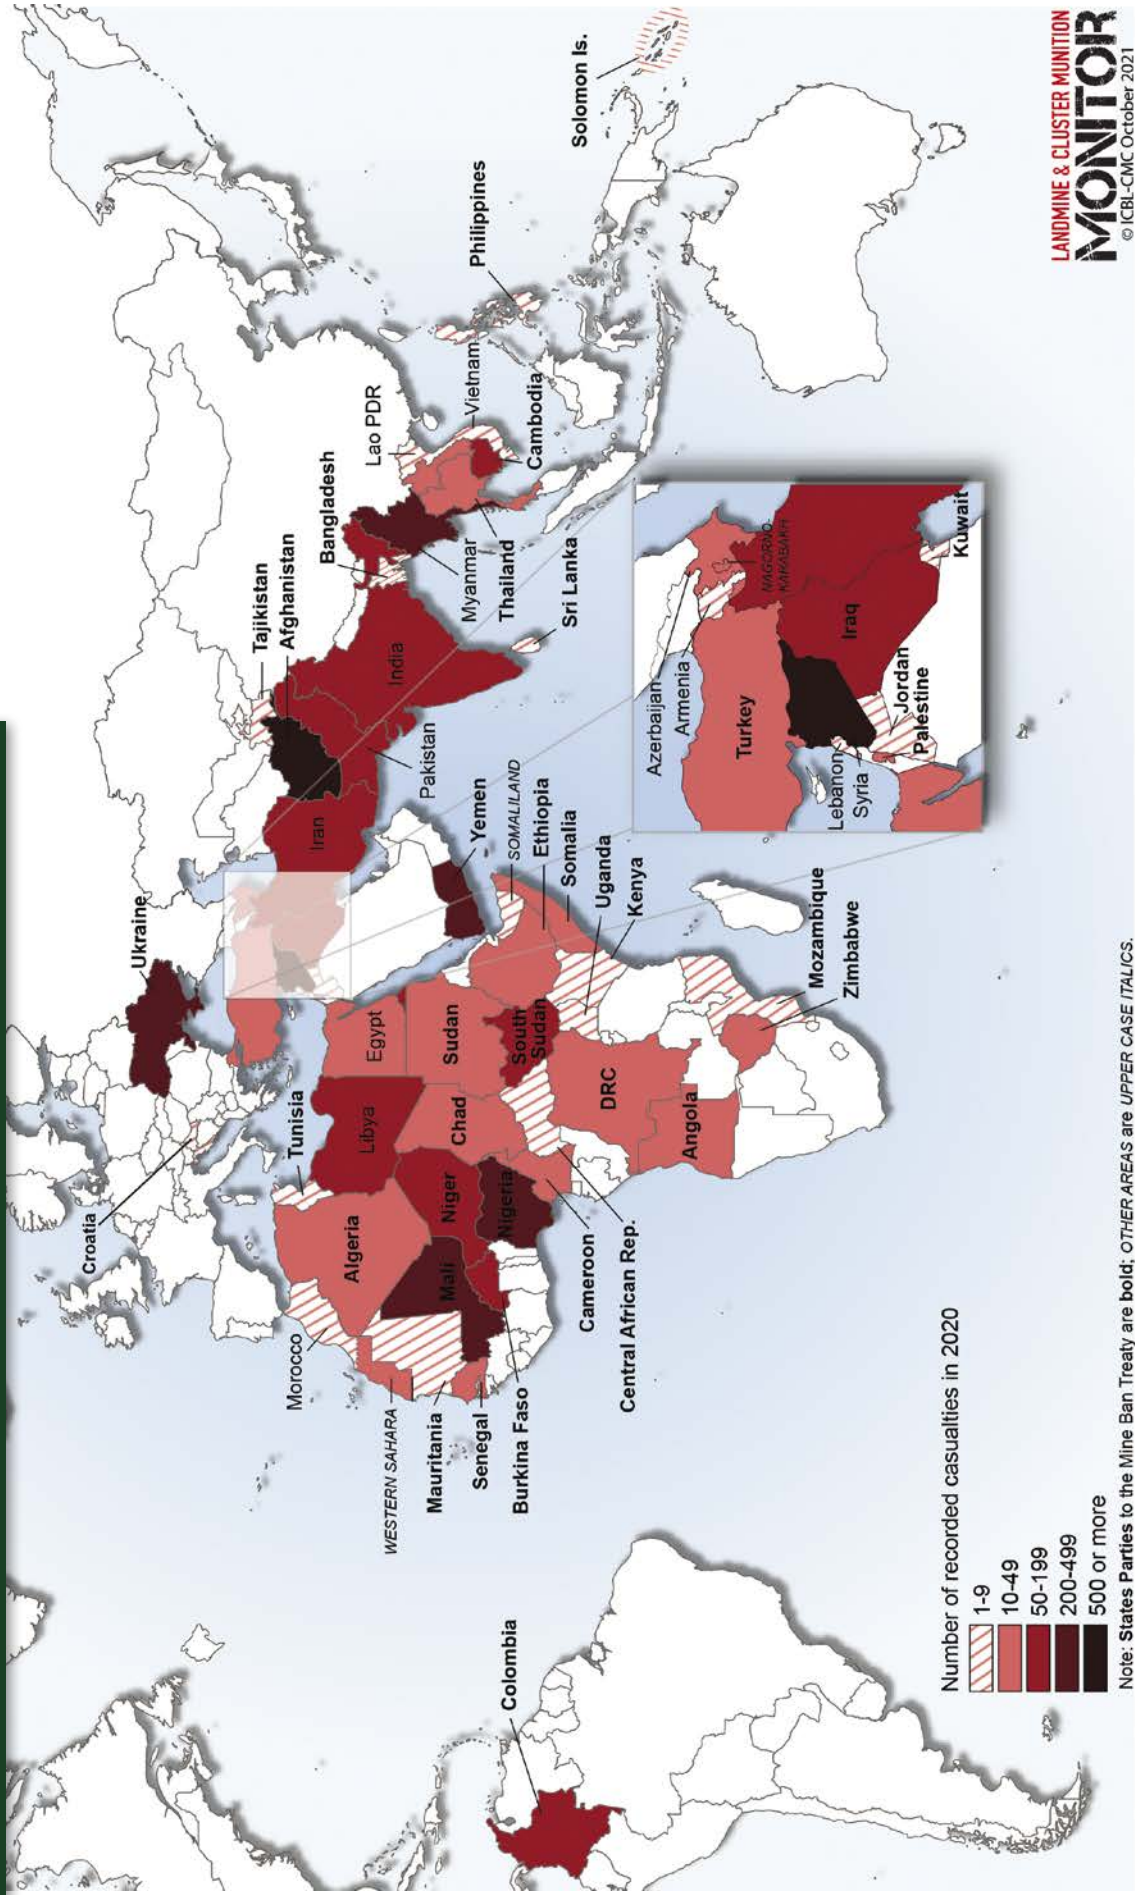 Croatia
Ukraine
Tajikistan
Afghanistan
Bangladesh
Lao PDR
Vietnam
Philippines
Solomon Is.
Cambodia
Myanmar
Thailand
Sri Lanka
India
Pakistan
Iran
Yemen
SOMALILAND
Ethiopia
Somalia
Uganda
Kenya
Mozambique
Zimbabwe
Tunisia
Morocco
Algeria
Libya
Egypt
WESTERN SAHARA
Mauritania
Senegal
Burkina Faso
Mali
Niger
Nigeria
Chad
Sudan
South
Sudan
DRC
Angola
Cameroon
Central African Rep.
Colombia
Azerbaijan
Armenia
NAGORNO-
KARABAKH
Turkey
Iraq
Kuwait
Lebanon
Syria
Jordan
Palestine
Number of recorded casualties in 2020
1-9
10-49
50-199
200-499
500 or more
Note: States Parties to the Mine Ban Treaty are bold; OTHER AREAS are UPPER CASE ITALICS.
LANDMINE & CLUSTER MUNITION
MONITOR
© ICBL-CMC October 2021